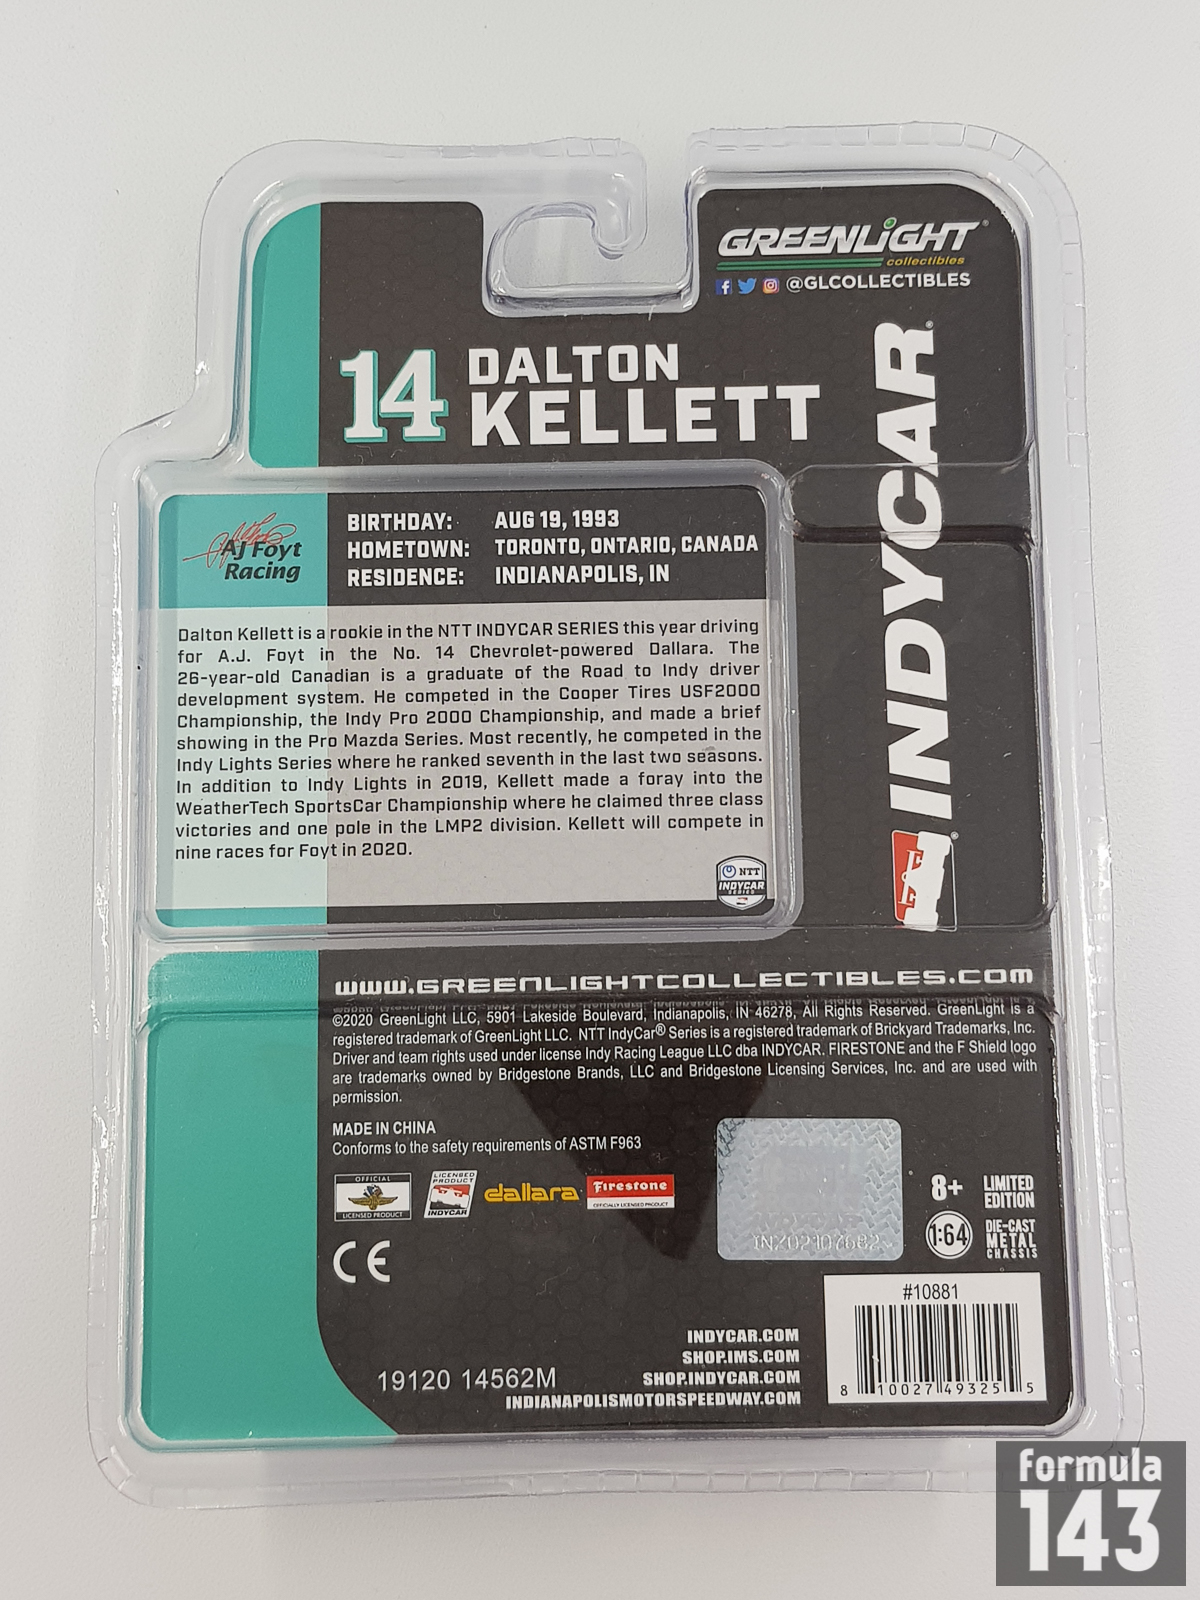 GREENLiGHT®
collectibles
@GLCOLLECTIBLES
14 DALTON
KELLETT
INDYCAR®
AJ Foyt
Racing
BIRTHDAY: AUG 19, 1993
HOMETOWN: TORONTO, ONTARIO, CANADA
RESIDENCE: INDIANAPOLIS, IN
Dalton Kellett is a rookie in the NTT INDYCAR SERIES this year driving
for A.J. Foyt in the No. 14 Chevrolet-powered Dallara. The
26-year-old Canadian is a graduate of the Road to Indy driver
development system. He competed in the Cooper Tires USF2000
Championship, the Indy Pro 2000 Championship, and made a brief
showing in the Pro Mazda Series. Most recently, he competed in the
Indy Lights Series where he ranked seventh in the last two seasons.
In addition to Indy Lights in 2019, Kellett made a foray into the
WeatherTech SportsCar Championship where he claimed three class
victories and one pole in the LMP2 division. Kellett will compete in
nine races for Foyt in 2020.
NTT
INDYCAR
SERIES
www.GREENLIGHTCOLLECTIBLES.COM
©2020 GreenLight LLC, 5901 Lakeside Boulevard, Indianapolis, IN 46278, All Rights Reserved. GreenLight is a
registered trademark of GreenLight LLC. NTT IndyCar® Series is a registered trademark of Brickyard Trademarks, Inc.
Driver and team rights used under license Indy Racing League LLC dba INDYCAR. FIRESTONE and the F Shield logo
are trademarks owned by Bridgestone Brands, LLC and Bridgestone Licensing Services, Inc. and are used with
permission.
MADE IN CHINA
Conforms to the safety requirements of ASTM F963
OFFICIAL
LICENSED PRODUCT
LICENSED
PRODUCT
INDYCAR
dallara
Firestone
OFFICIALLY LICENSED PRODUCT
CE
8+ LIMITED
EDITION
1:64 DIE-CAST
METAL
CHASSIS
#10881
8 10027 49325 5
INDYCAR.COM
SHOP.IMS.COM
SHOP.INDYCAR.COM
INDIANAPOLISMOTORSPEEDWAY.COM
19120 14562M
formula
143